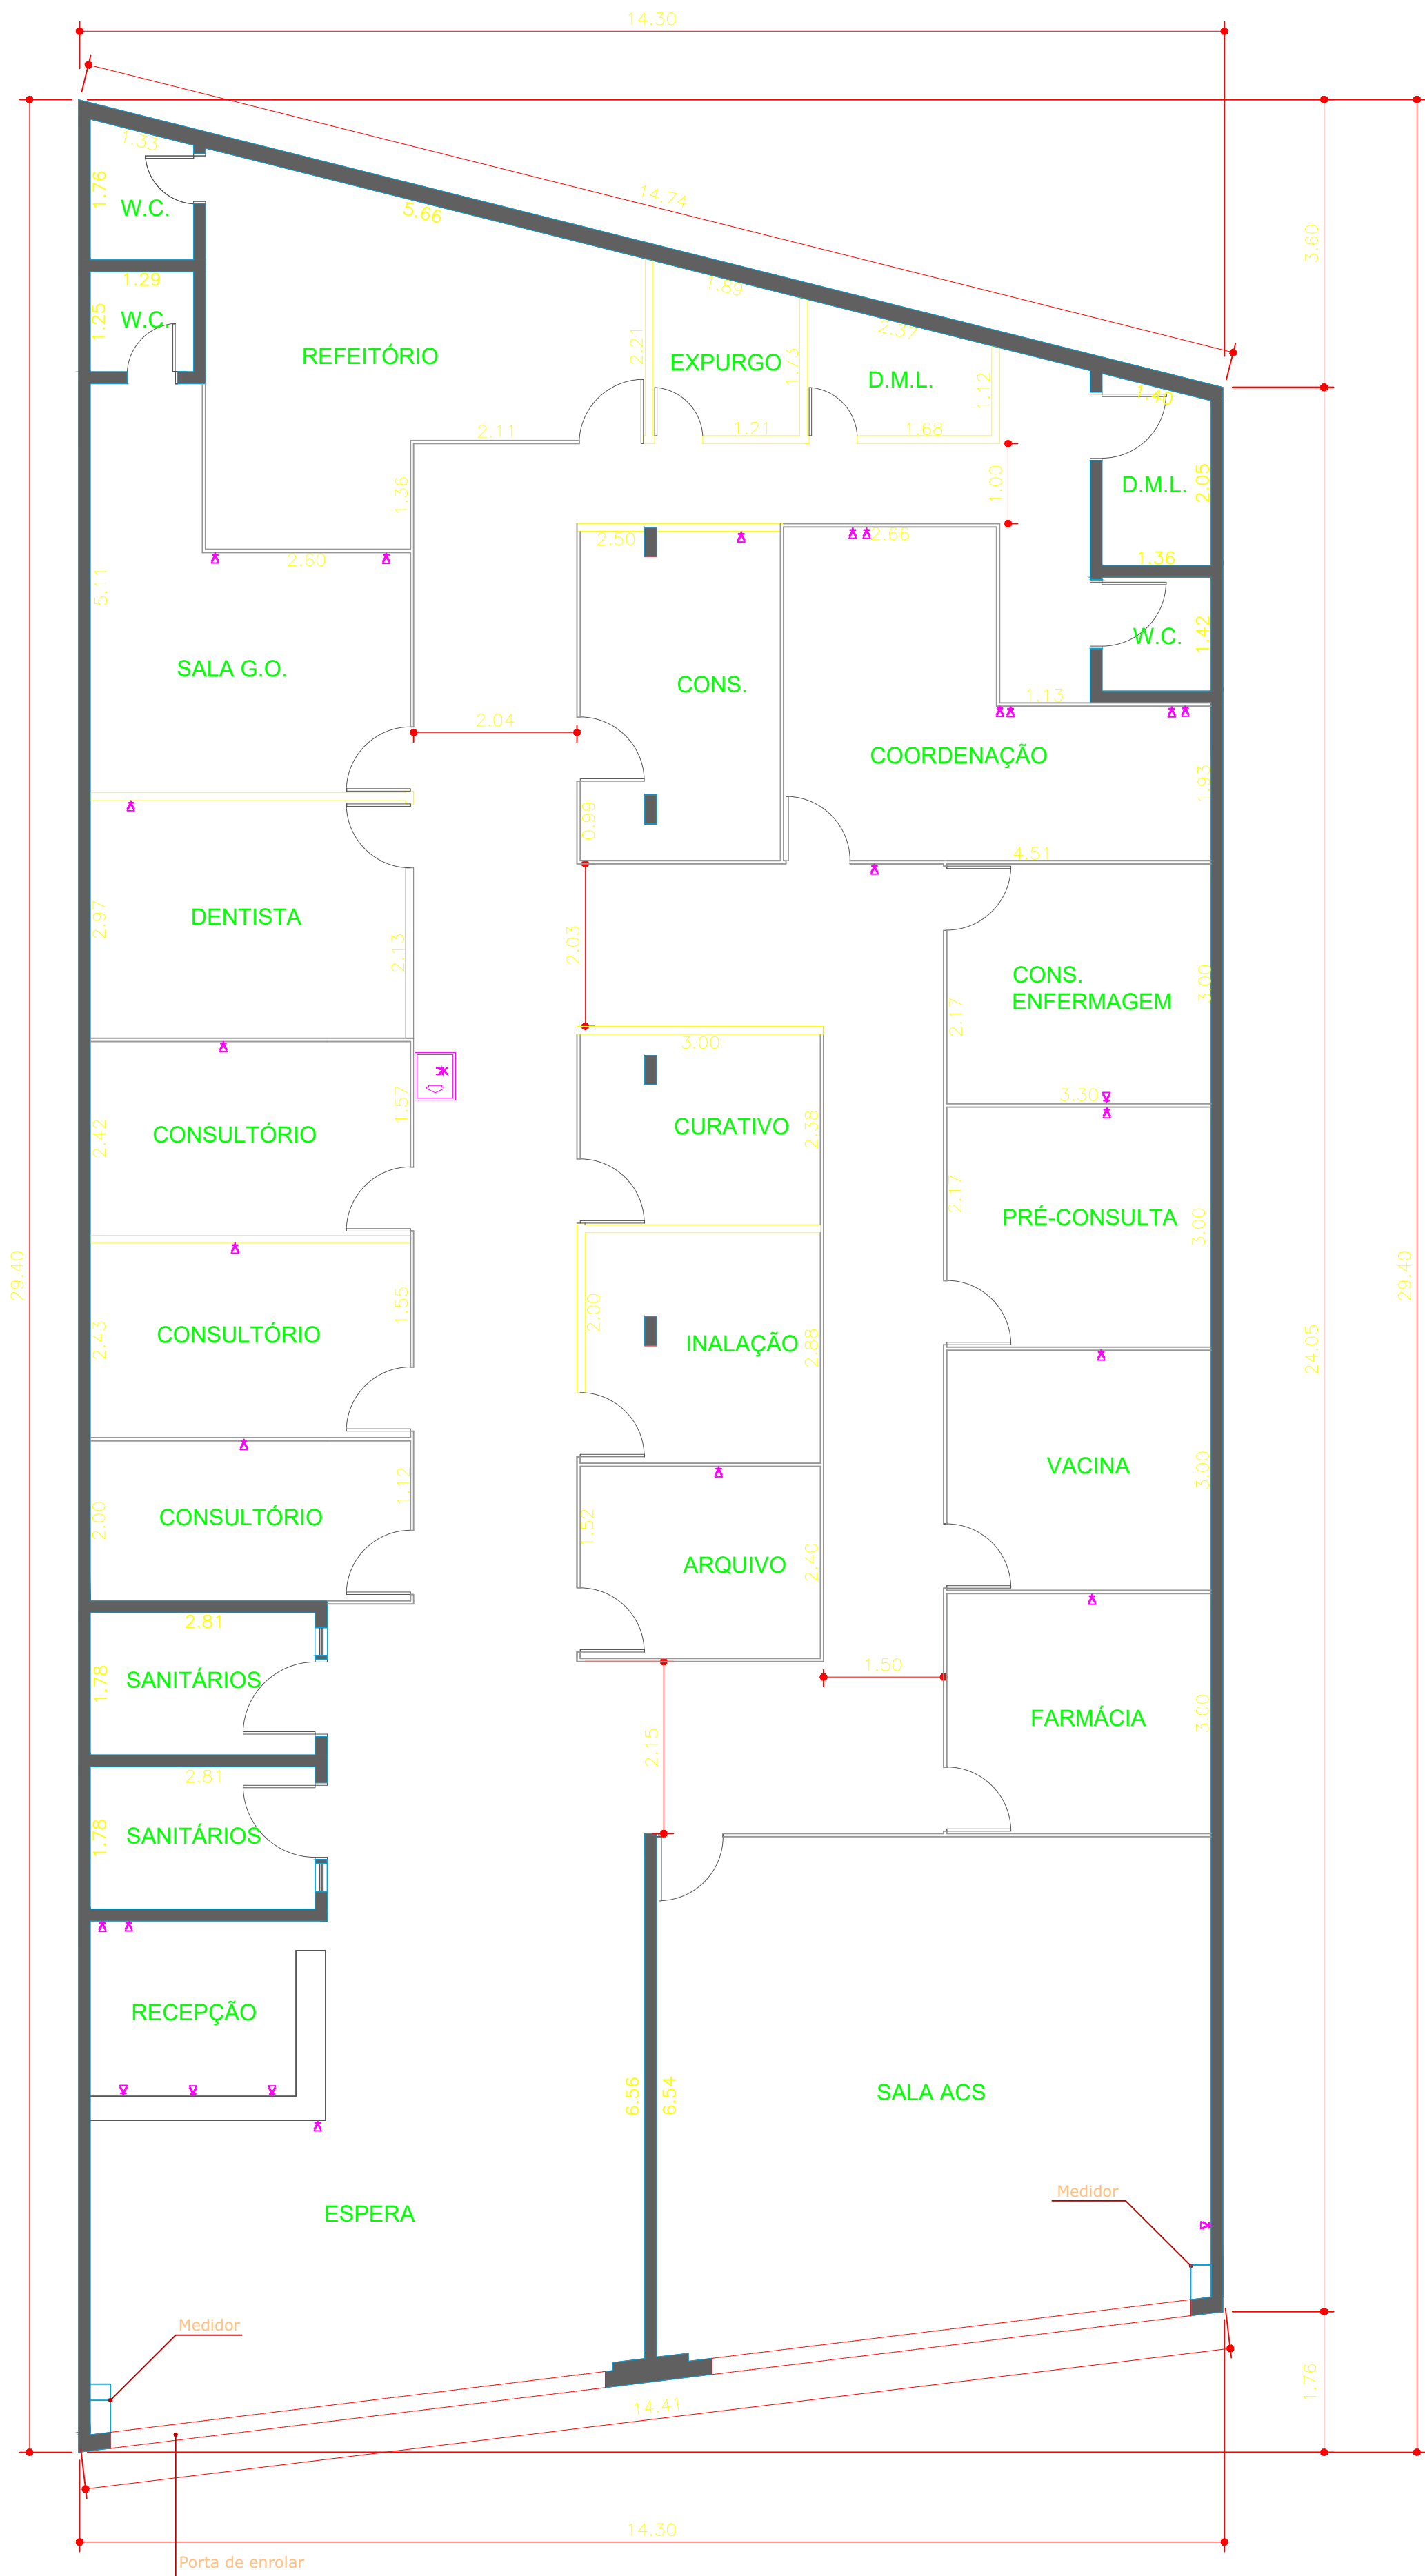 14.30
14.74
1.33
1.76
W.C.
5.66
3.60
1.29
1.25
W.C.
REFEITÓRIO
1.89
2.21
EXPURGO
1.73
2.37
D.M.L.
1.12
1.40
2.11
1.21
1.68
1.36
1.00
D.M.L.
2.05
2.60
2.50
2.66
1.36
5.11
W.C.
1.42
SALA G.O.
CONS.
1.13
2.04
COORDENAÇÃO
1.93
0.99
4.51
DENTISTA
2.97
2.13
2.03
CONS.
ENFERMAGEM
3.00
2.17
3.00
3.30
1.57
CONSULTÓRIO
2.42
CURATIVO
2.38
2.17
PRÉ-CONSULTA
3.00
29.40
29.40
1.55
2.00
CONSULTÓRIO
2.43
INALAÇÃO
2.88
24.05
VACINA
3.00
1.12
CONSULTÓRIO
2.00
1.52
ARQUIVO
2.40
2.81
SANITÁRIOS
1.78
1.50
FARMÁCIA
3.00
2.15
2.81
SANITÁRIOS
1.78
RECEPÇÃO
6.56
6.54
SALA ACS
Medidor
ESPERA
Medidor
1.76
14.41
14.30
Porta de enrolar